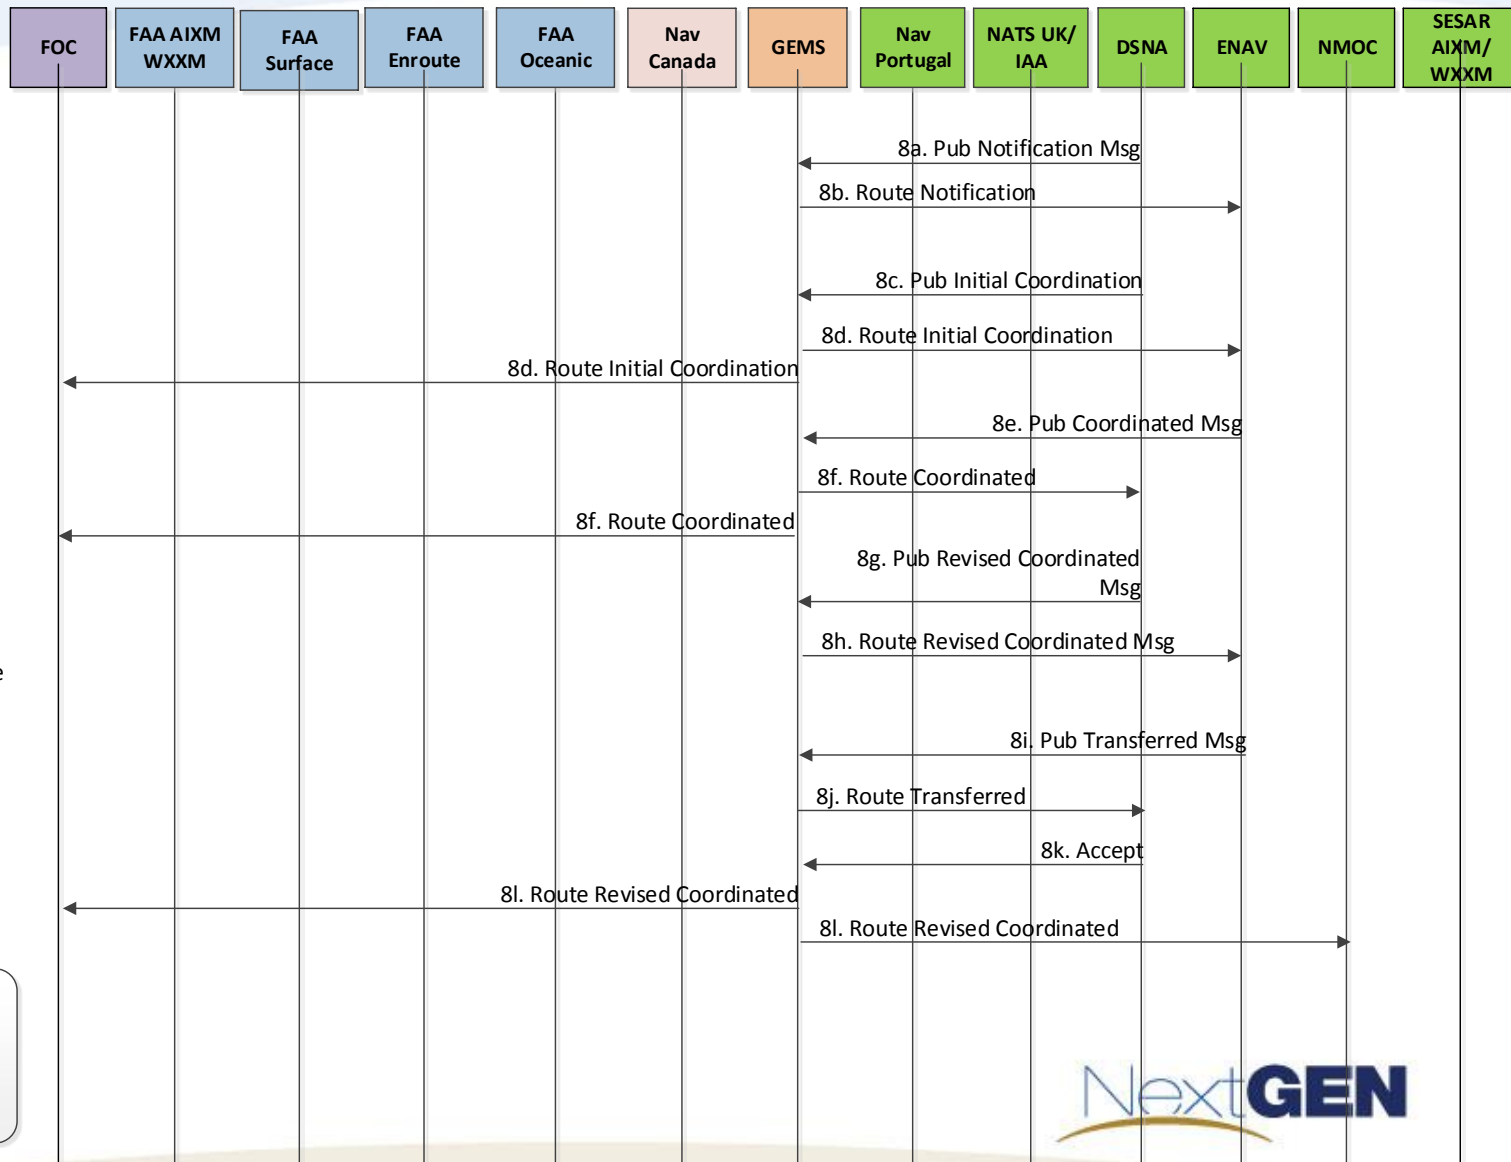 FOC
FAA AIXM
WXXM
FAA
Surface
FAA
Enroute
FAA
Oceanic
Nav
Canada
GEMS
Nav
Portugal
NATS UK/
IAA
DSNA
ENAV
NMOC
SESAR
AIXM/
WXXM
8a. Pub Notification Msg
8b. Route Notification
8c. Pub Initial Coordination
8d. Route Initial Coordination
8d. Route Initial Coordination
8e. Pub Coordinated Msg
8f. Route Coordinated
8f. Route Coordinated
8g. Pub Revised Coordinated
Msg
8h. Route Revised Coordinated Msg
e
8i. Pub Transferred Msg
8j. Route Transferred
8k. Accept
8l. Route Revised Coordinated
8l. Route Revised Coordinated
NextGEN